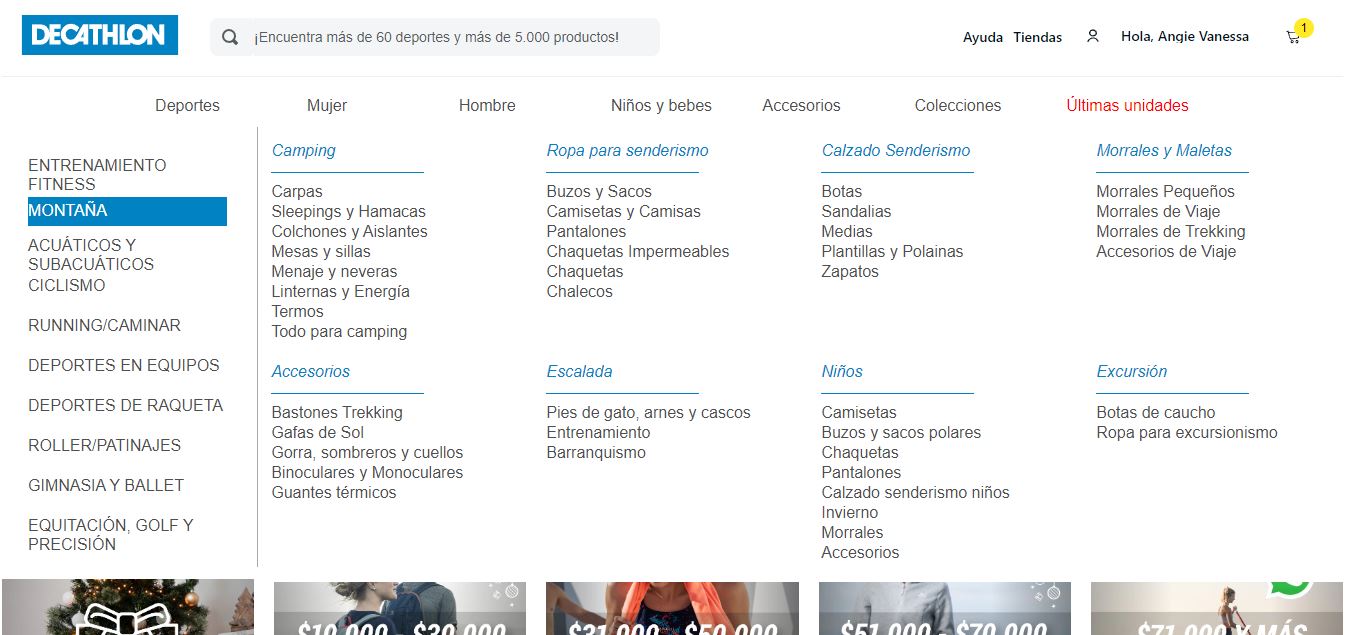 DECATHLON
¡Encuentra más de 60 deportes y más de 5.000 productos!
Ayuda Tiendas Hola, Angie Vanessa 1
Deportes Mujer Hombre Niños y bebes Accesorios Colecciones Últimas unidades
ENTRENAMIENTO
FITNESS
MONTAÑA
ACUÁTICOS Y
SUBACUÁTICOS
CICLISMO
RUNNING/CAMINAR
DEPORTES EN EQUIPOS
DEPORTES DE RAQUETA
ROLLER/PATINAJES
GIMNASIA Y BALLET
EQUITACIÓN, GOLF Y
PRECISIÓN
Camping
Carpas
Sleepings y Hamacas
Colchones y Aislantes
Mesas y sillas
Menaje y neveras
Linternas y Energía
Termos
Todo para camping
Ropa para senderismo
Buzos y Sacos
Camisetas y Camisas
Pantalones
Chaquetas Impermeables
Chaquetas
Chalecos
Calzado Senderismo
Botas
Sandalias
Medias
Plantillas y Polainas
Zapatos
Morrales y Maletas
Morrales Pequeños
Morrales de Viaje
Morrales de Trekking
Accesorios de Viaje
Accesorios
Bastones Trekking
Gafas de Sol
Gorra, sombreros y cuellos
Binoculares y Monoculares
Guantes térmicos
Escalada
Pies de gato, arnes y cascos
Entrenamiento
Barranquismo
Niños
Camisetas
Buzos y sacos polares
Chaquetas
Pantalones
Calzado senderismo niños
Invierno
Morrales
Accesorios
Excursión
Botas de caucho
Ropa para excursionismo
$10.000 - $30.000
$31.000 - $50.000
$51.000 - $70.000
$71.000 Y MÁS